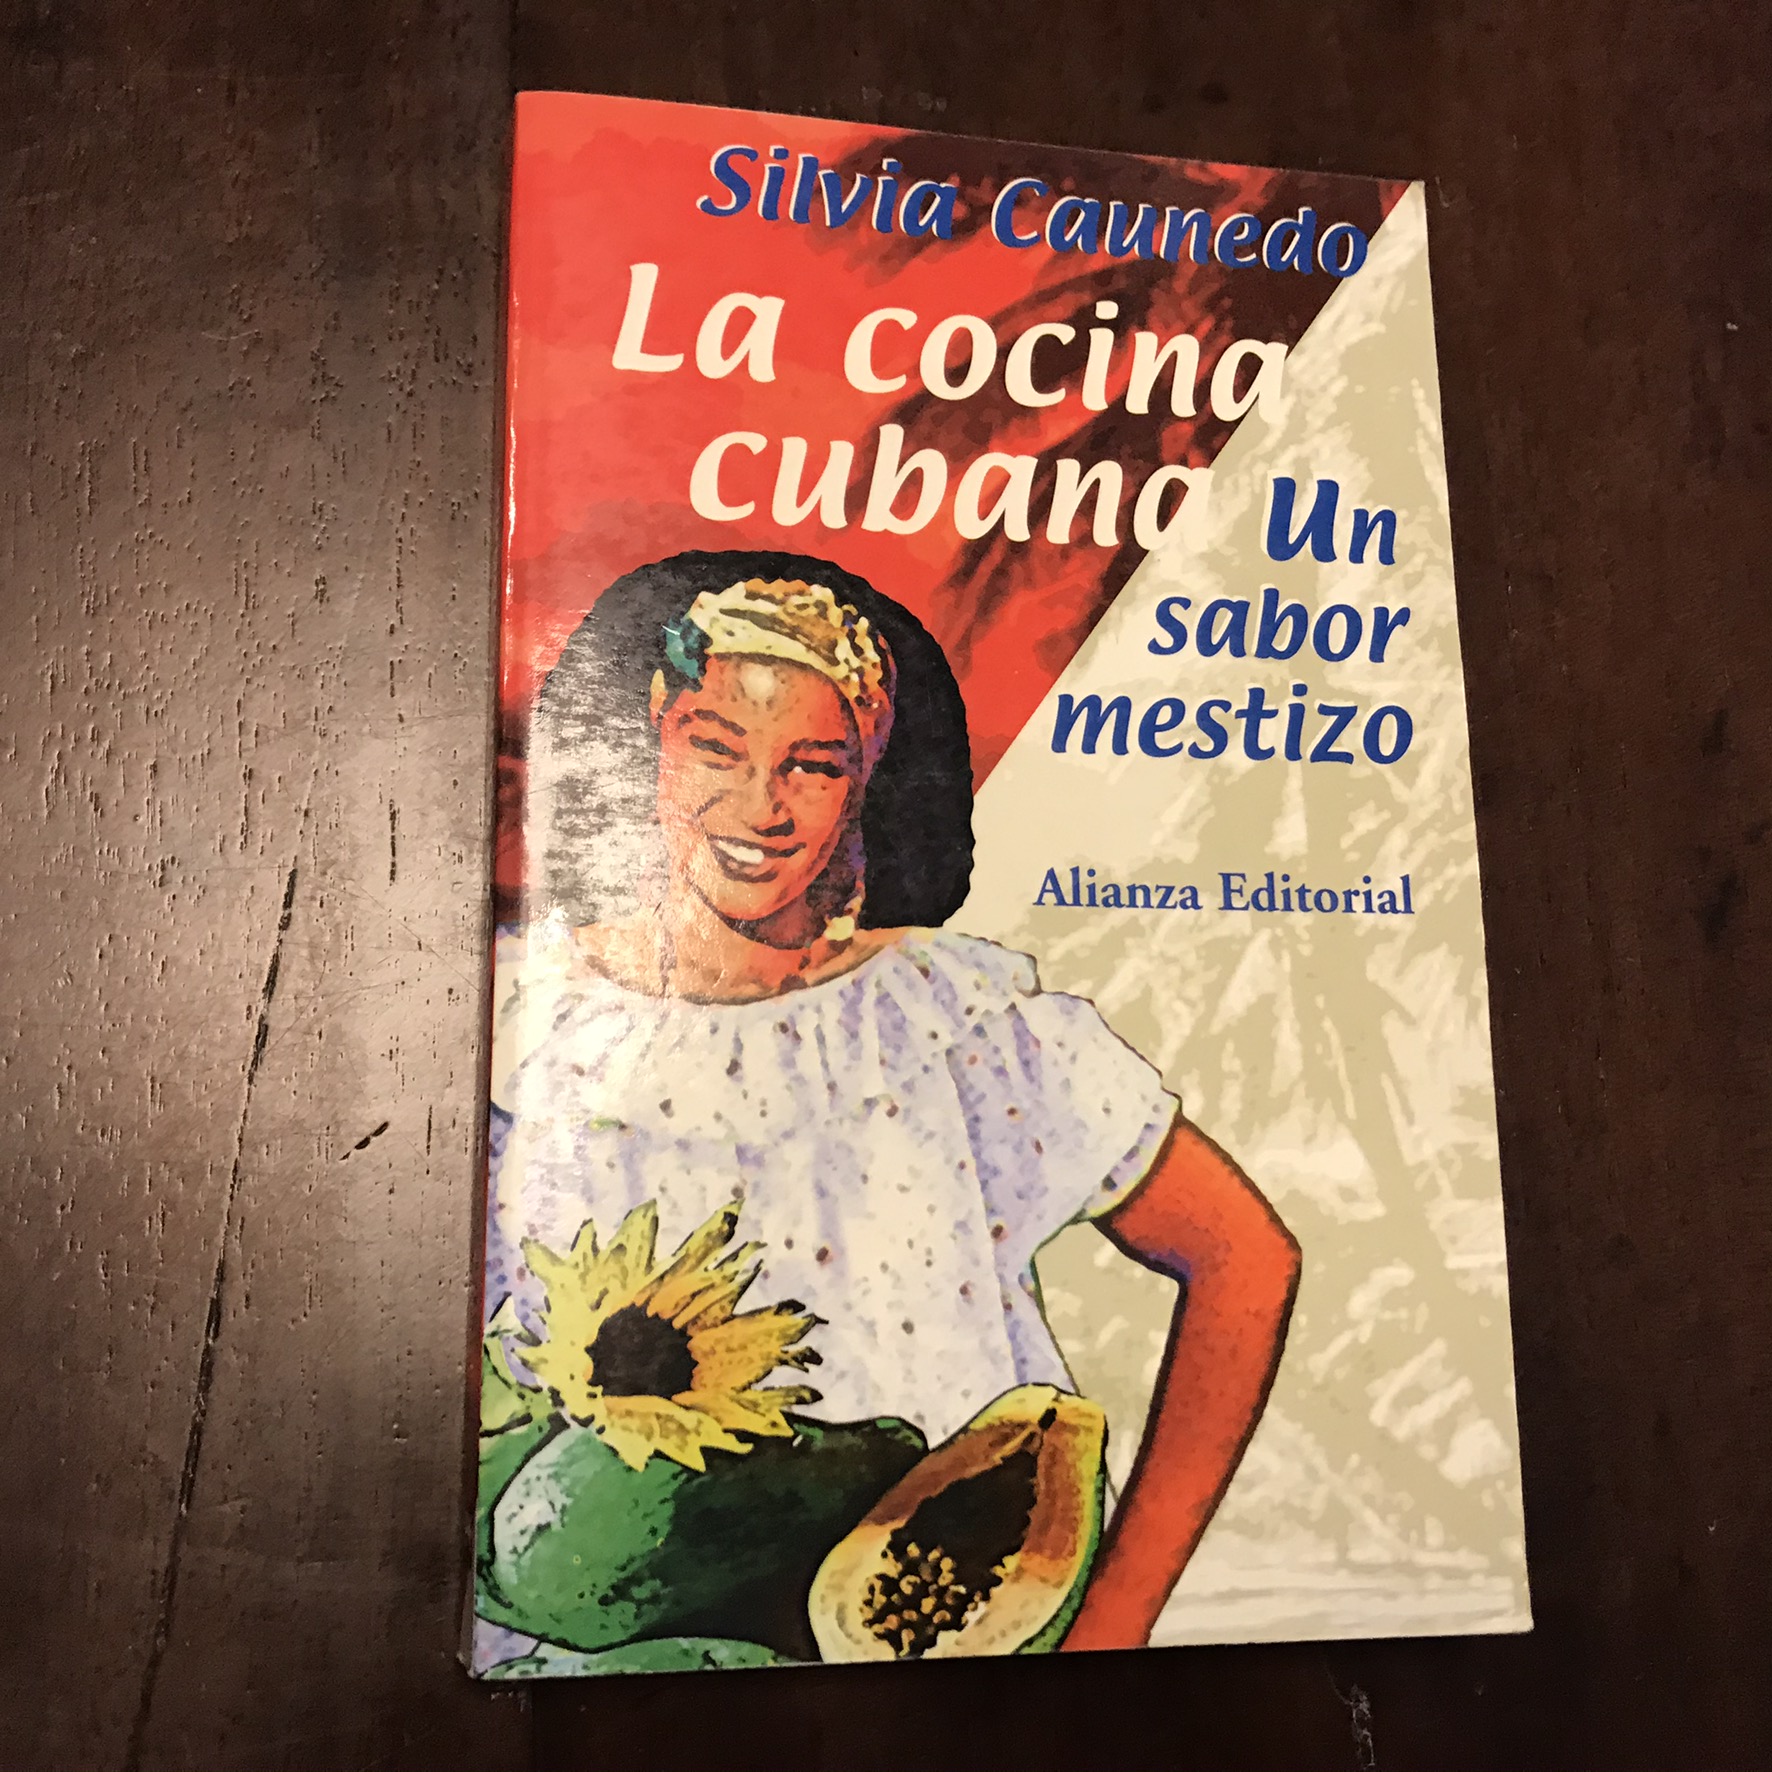 Silvia Caunedo
La cocina
cubana
Un
sabor
mestizo
Alianza Editorial